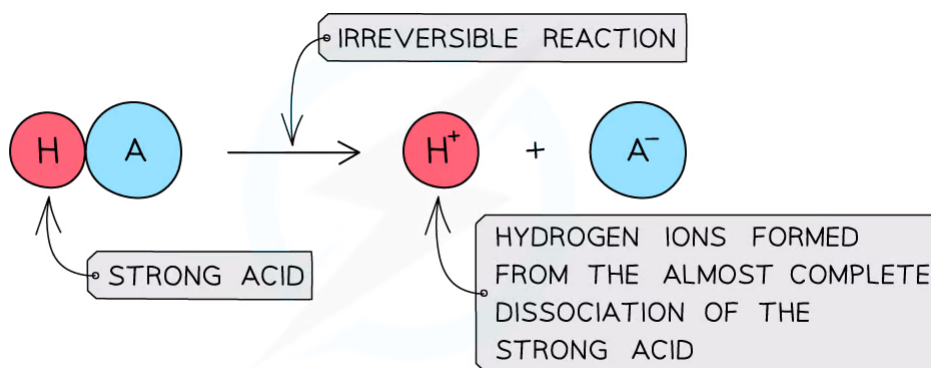 IRREVERSIBLE REACTION
H A H⁺ + A⁻
STRONG ACID
HYDROGEN IONS FORMED
FROM THE ALMOST COMPLETE
DISSOCIATION OF THE
STRONG ACID